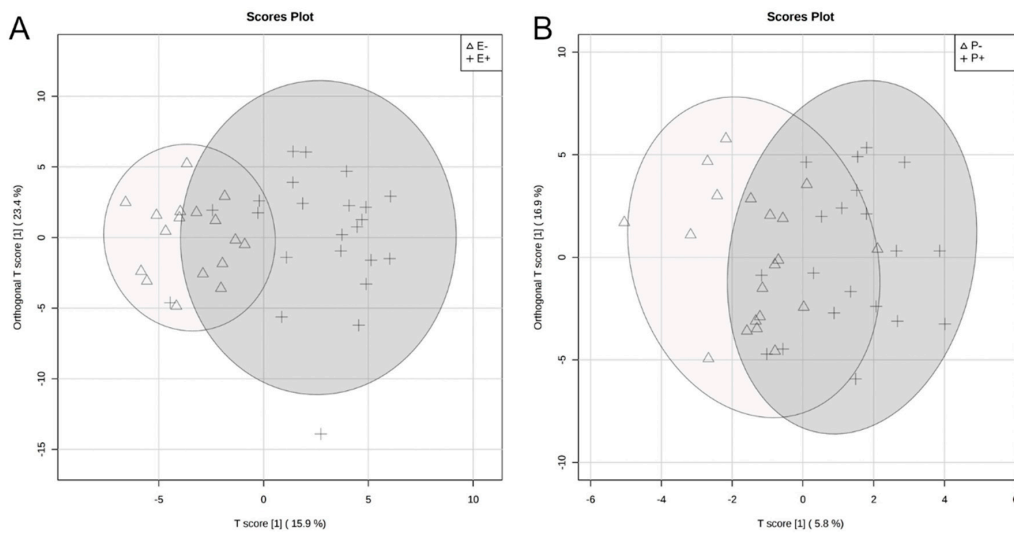 A
Scores Plot
△ E-
+ E+
10
5
0
-5
-10
-15
Orthogonal T score [1] ( 23.4 %)
-5
0
5
10
T score [1] ( 15.9 %)
B
Scores Plot
△ P-
+ P+
10
5
0
-5
-10
Orthogonal T score [1] ( 16.9 %)
-6
-4
-2
0
2
4
6
T score [1] ( 5.8 %)